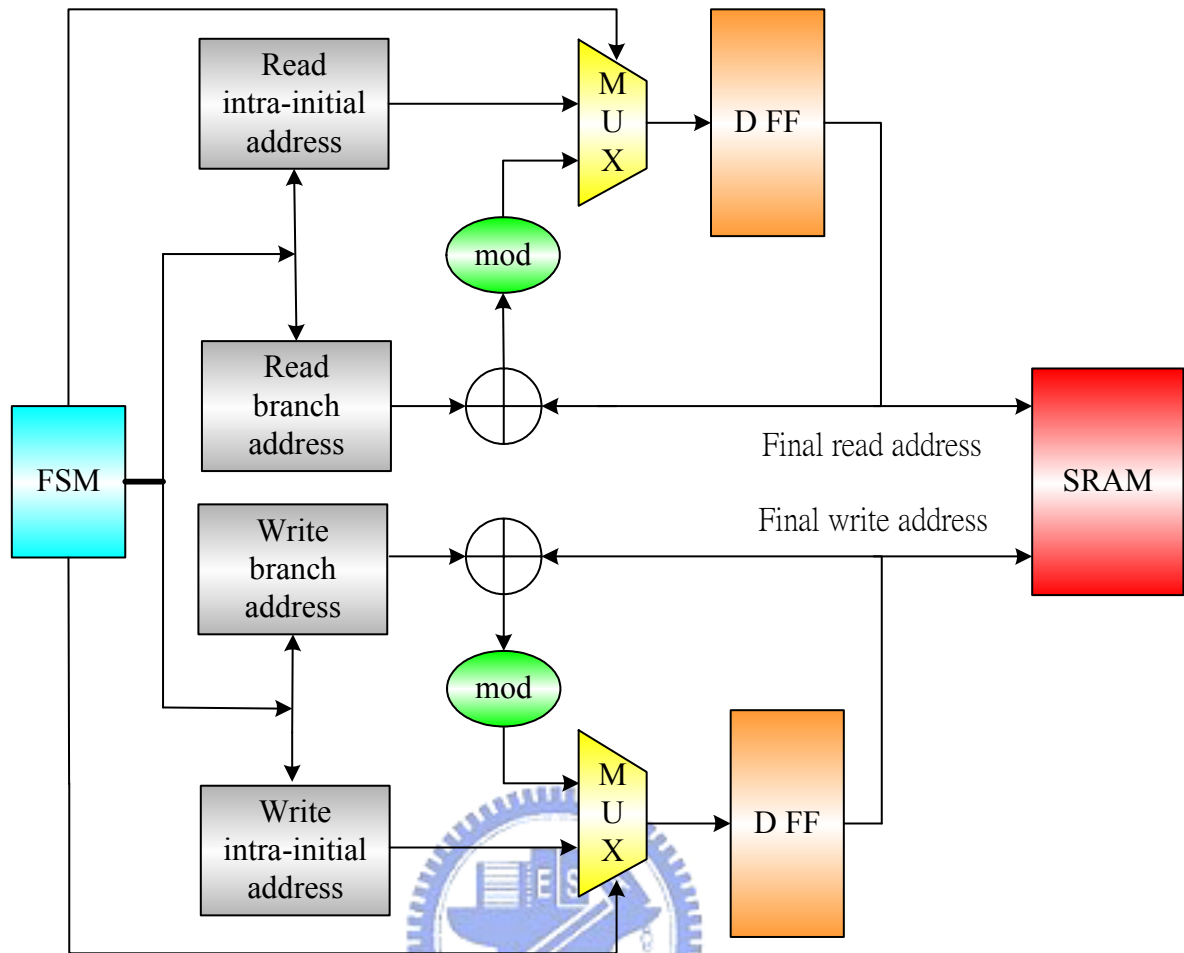 Read
intra-initial
address
M
U
X
D FF
mod
Read
branch
address
Final read address
FSM
SRAM
Write
branch
address
Final write address
mod
Write
intra-initial
address
M
U
X
D FF
E S